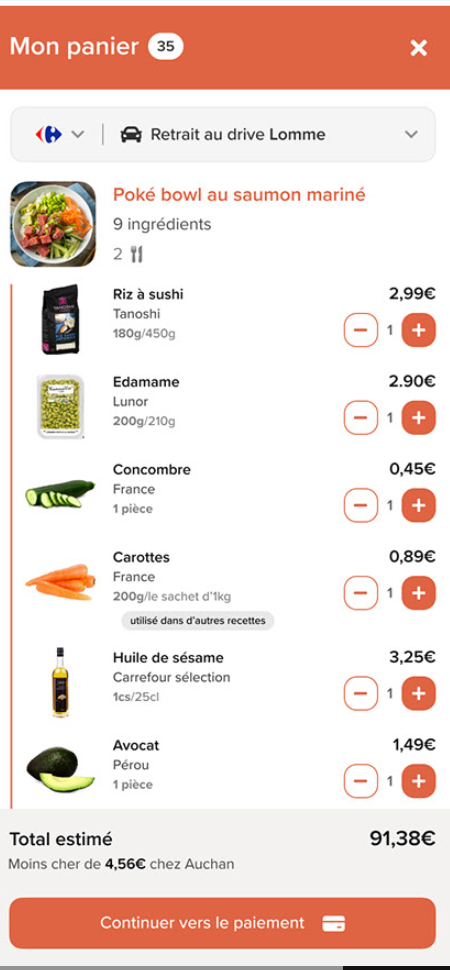 Mon panier 35
Retrait au drive Lomme
Poké bowl au saumon mariné
9 ingrédients
2
Riz à sushi 2,99€
Tanoshi
180g/450g 1
Edamame 2.90€
Lunor
200g/210g 1
Concombre 0,45€
France
1 pièce 1
Carottes 0,89€
France
200g/le sachet d'1kg 1
utilisé dans d'autres recettes
Huile de sésame 3,25€
Carrefour sélection
1cs/25cl 1
Avocat 1,49€
Pérou
1 pièce 1
Total estimé 91,38€
Moins cher de 4,56€ chez Auchan
Continuer vers le paiement